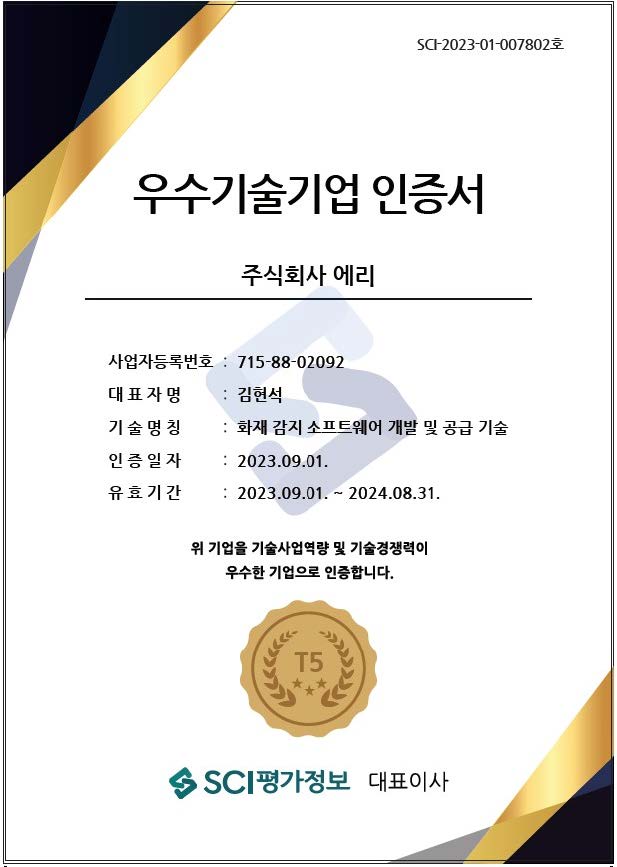 SCI-2023-01-007802호
우수기술기업 인증서
주식회사 에리
사업자등록번호 : 715-88-02092
대 표 자 명 : 김현석
기 술 명 칭 : 화재 감지 소프트웨어 개발 및 공급 기술
인 증 일 자 : 2023.09.01.
유 효 기 간 : 2023.09.01. ~ 2024.08.31.
위 기업을 기술사업역량 및 기술경쟁력이
우수한 기업으로 인증합니다.
T5
SCI평가정보 대표이사